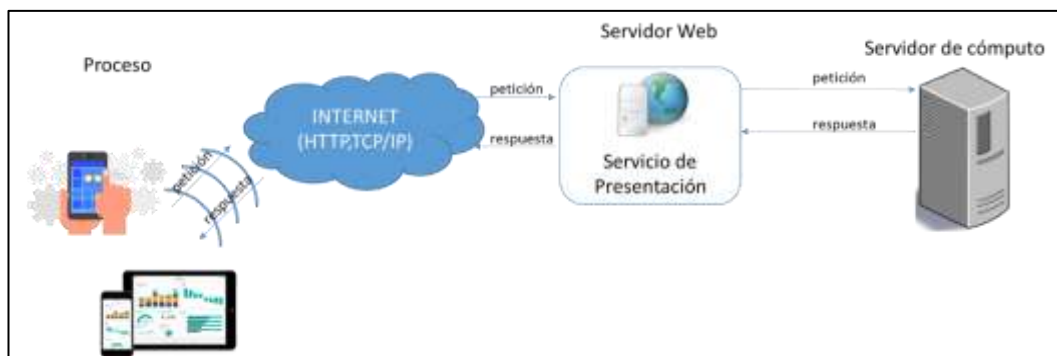 Servidor Web
Servidor de cómputo
Proceso
petición
petición
INTERNET
(HTTP,TCP/IP)
respuesta
respuesta
petición
respuesta
Servicio de
Presentación